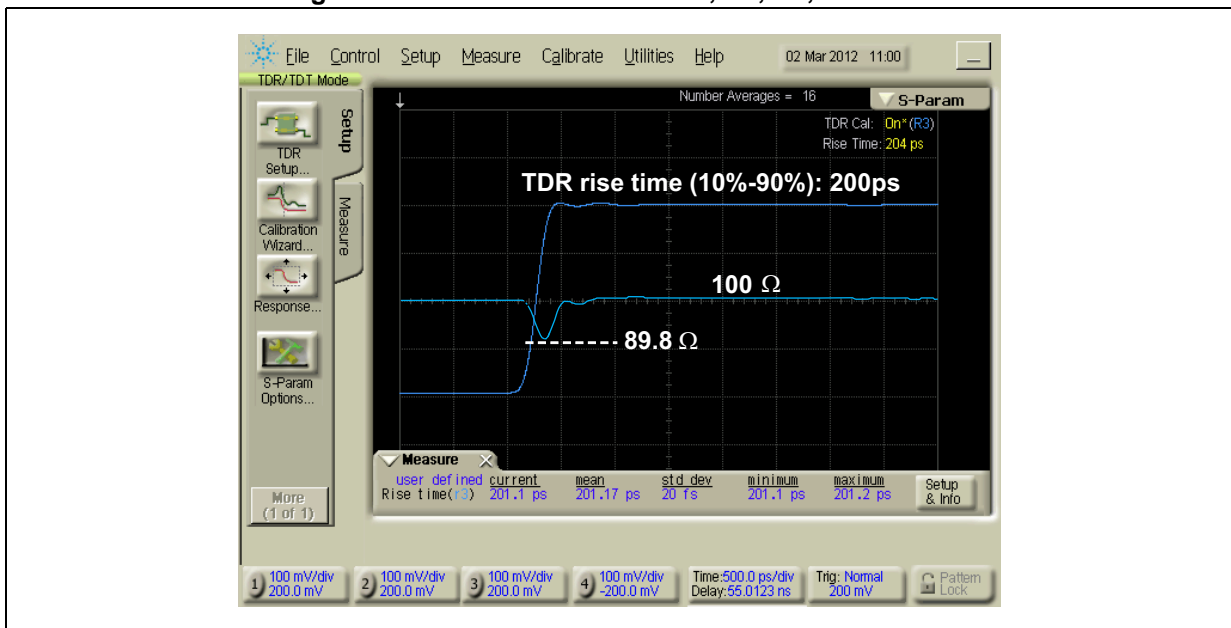 File Control Setup Measure Calibrate Utilities Help 02 Mar 2012 11:00
TDR/TDT Mode
Number Averages = 16
S-Param
TDR Cal: On*(R3)
Rise Time: 204 ps
Setup
Measure
TDR
Setup...
Calibration
Wizard...
Response...
S-Param
Options...
More
(1 of 1)
TDR rise time (10%-90%): 200ps
100 Ω
89.8 Ω
Measure
user defined current mean std dev minimum maximum
Rise time(r3) 201.1 ps 201.17 ps 20 fs 201.1 ps 201.2 ps
Setup
& Info
1) 100 mV/div
200.0 mV
2) 100 mV/div
200.0 mV
3) 100 mV/div
200.0 mV
4) 100 mV/div
-200.0 mV
Time:500.0 ps/div
Delay:55.0123 ns
Trig: Normal
200 mV
Pattern
Lock